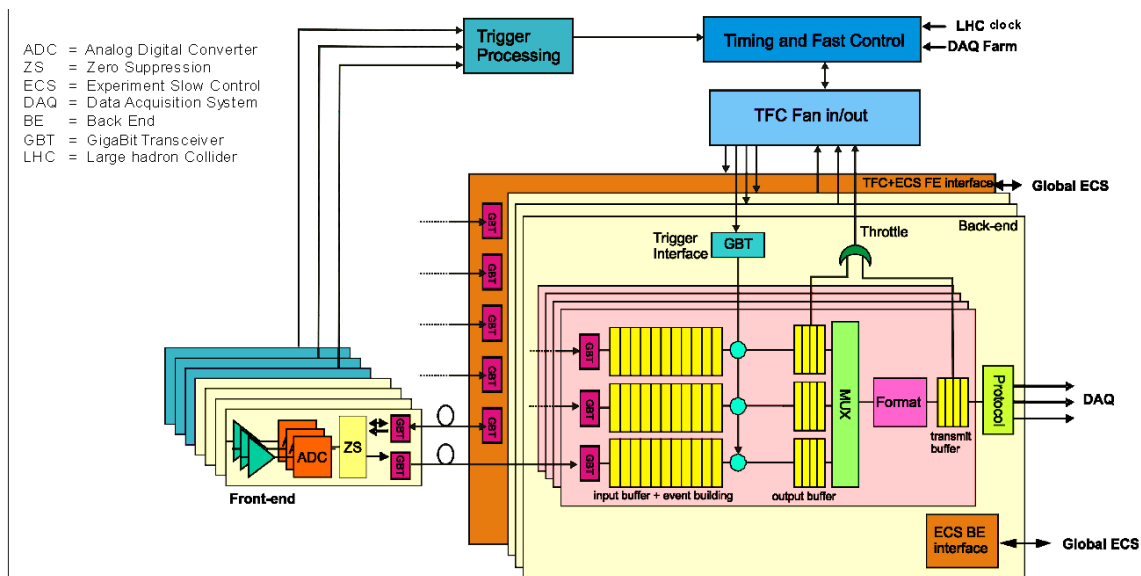 ADC = Analog Digital Converter
ZS = Zero Suppression
ECS = Experiment Slow Control
DAQ = Data Acquisition System
BE = Back End
GBT = GigaBit Transceiver
LHC = Large hadron Collider
Trigger
Processing
Timing and Fast Control
LHC clock
DAQ Farm
TFC Fan in/out
TFC+ECS FE interface
Global ECS
Back-end
GBT
GBT
GBT
GBT
GBT
Trigger
Interface
GBT
Throttle
GBT
GBT
GBT
MUX
Format
Protocol
DAQ
transmit
buffer
input buffer + event building
output buffer
ADC
ZS
GBT
GBT
Front-end
ECS BE
interface
Global ECS